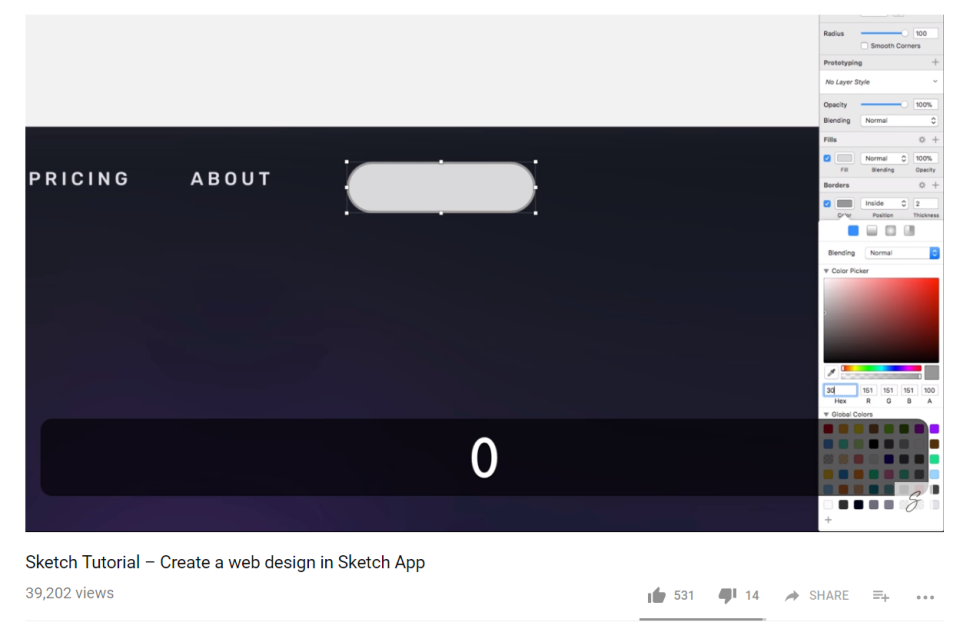 Radius 100
Smooth Corners
Prototyping
No Layer Style
Opacity 100%
Blending Normal
Fills
Normal 100%
Fill Blending Opacity
Borders
Inside 2
Color Position Thickness
PRICING ABOUT
Blending Normal
Color Picker
30 151 151 151 100
Hex R G B A
Global Colors
0
Sketch Tutorial – Create a web design in Sketch App
39,202 views
531 14 SHARE